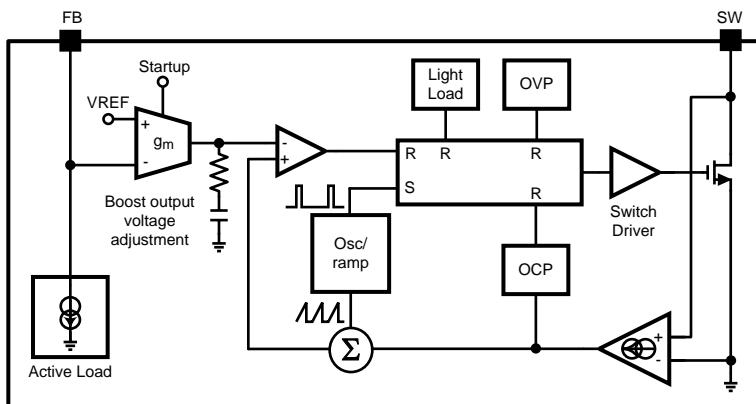 FB
SW
Startup
VREF
+
-
gm
Boost output
voltage
adjustment
-
+
Light
Load
OVP
R
R
R
S
R
Osc/
ramp
OCP
Switch
Driver
Σ
+
-
Active Load